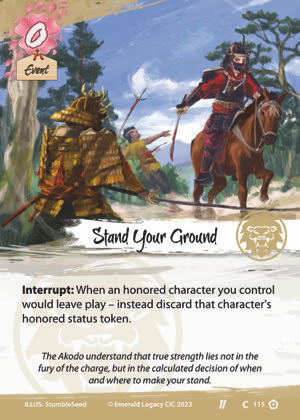 0
Event
Stand Your Ground
Interrupt: When an honored character you control
would leave play – instead discard that character's
honored status token.
The Akodo understand that true strength lies not in the
fury of the charge, but in the calculated decision of when
and where to make your stand.
ILLUS: StumbleSeed © Emerald Legacy CIC 2023 C 115